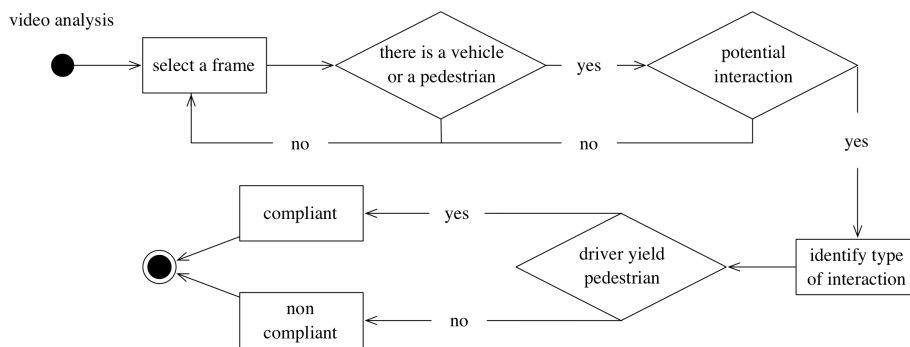 video analysis
select a frame
there is a vehicle
or a pedestrian
yes
potential
interaction
no
no
yes
compliant
yes
driver yield
pedestrian
identify type
of interaction
non
compliant
no